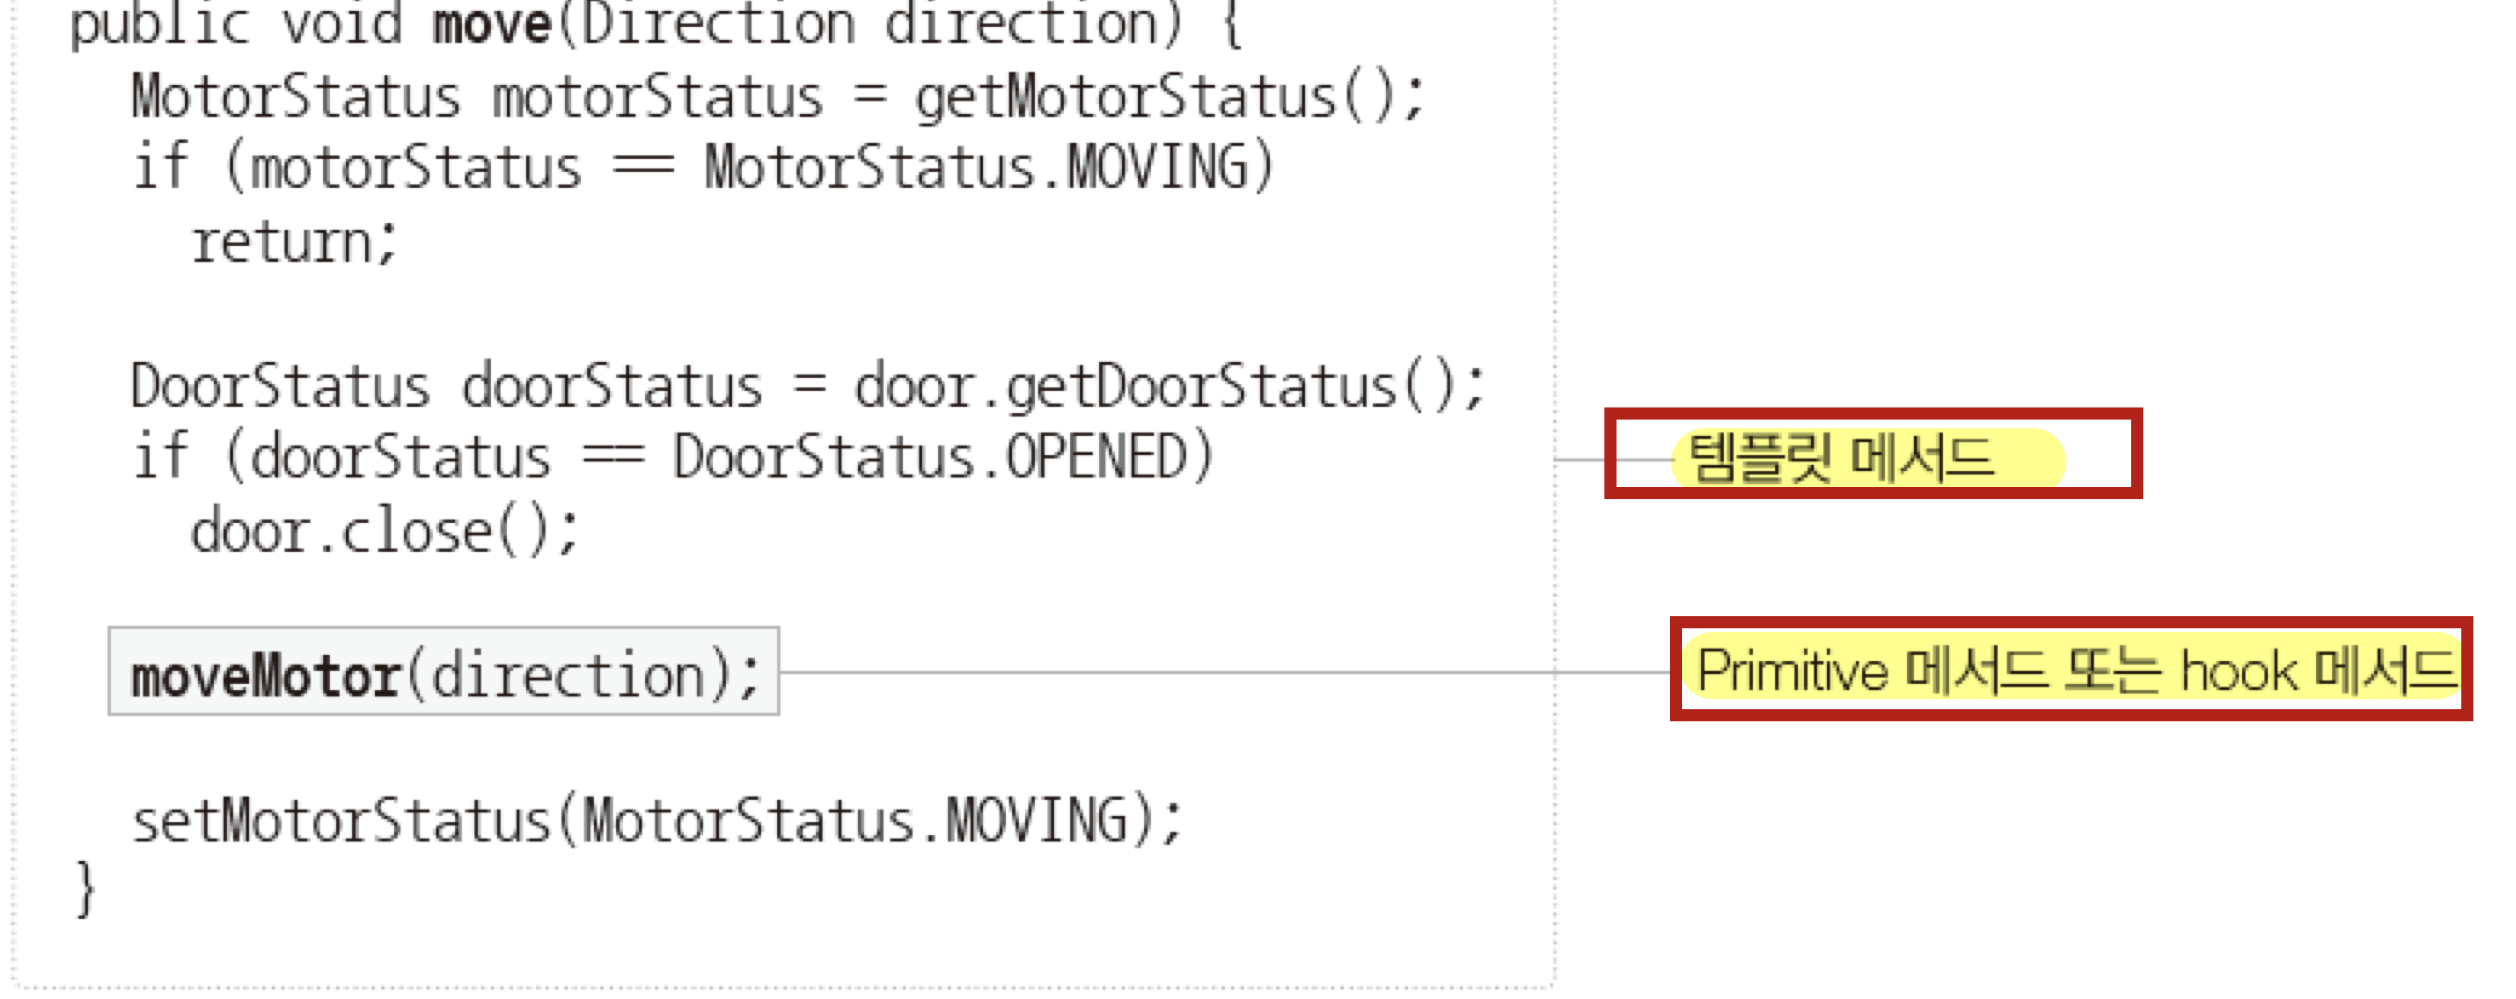 public void move(Direction direction) {
MotorStatus motorStatus = getMotorStatus();
if (motorStatus == MotorStatus.MOVING)
return;
DoorStatus doorStatus = door.getDoorStatus();
if (doorStatus == DoorStatus.OPENED)
템플릿 메서드
door.close();
moveMotor(direction);
Primitive 메서드 또는 hook 메서드
setMotorStatus(MotorStatus.MOVING);
}